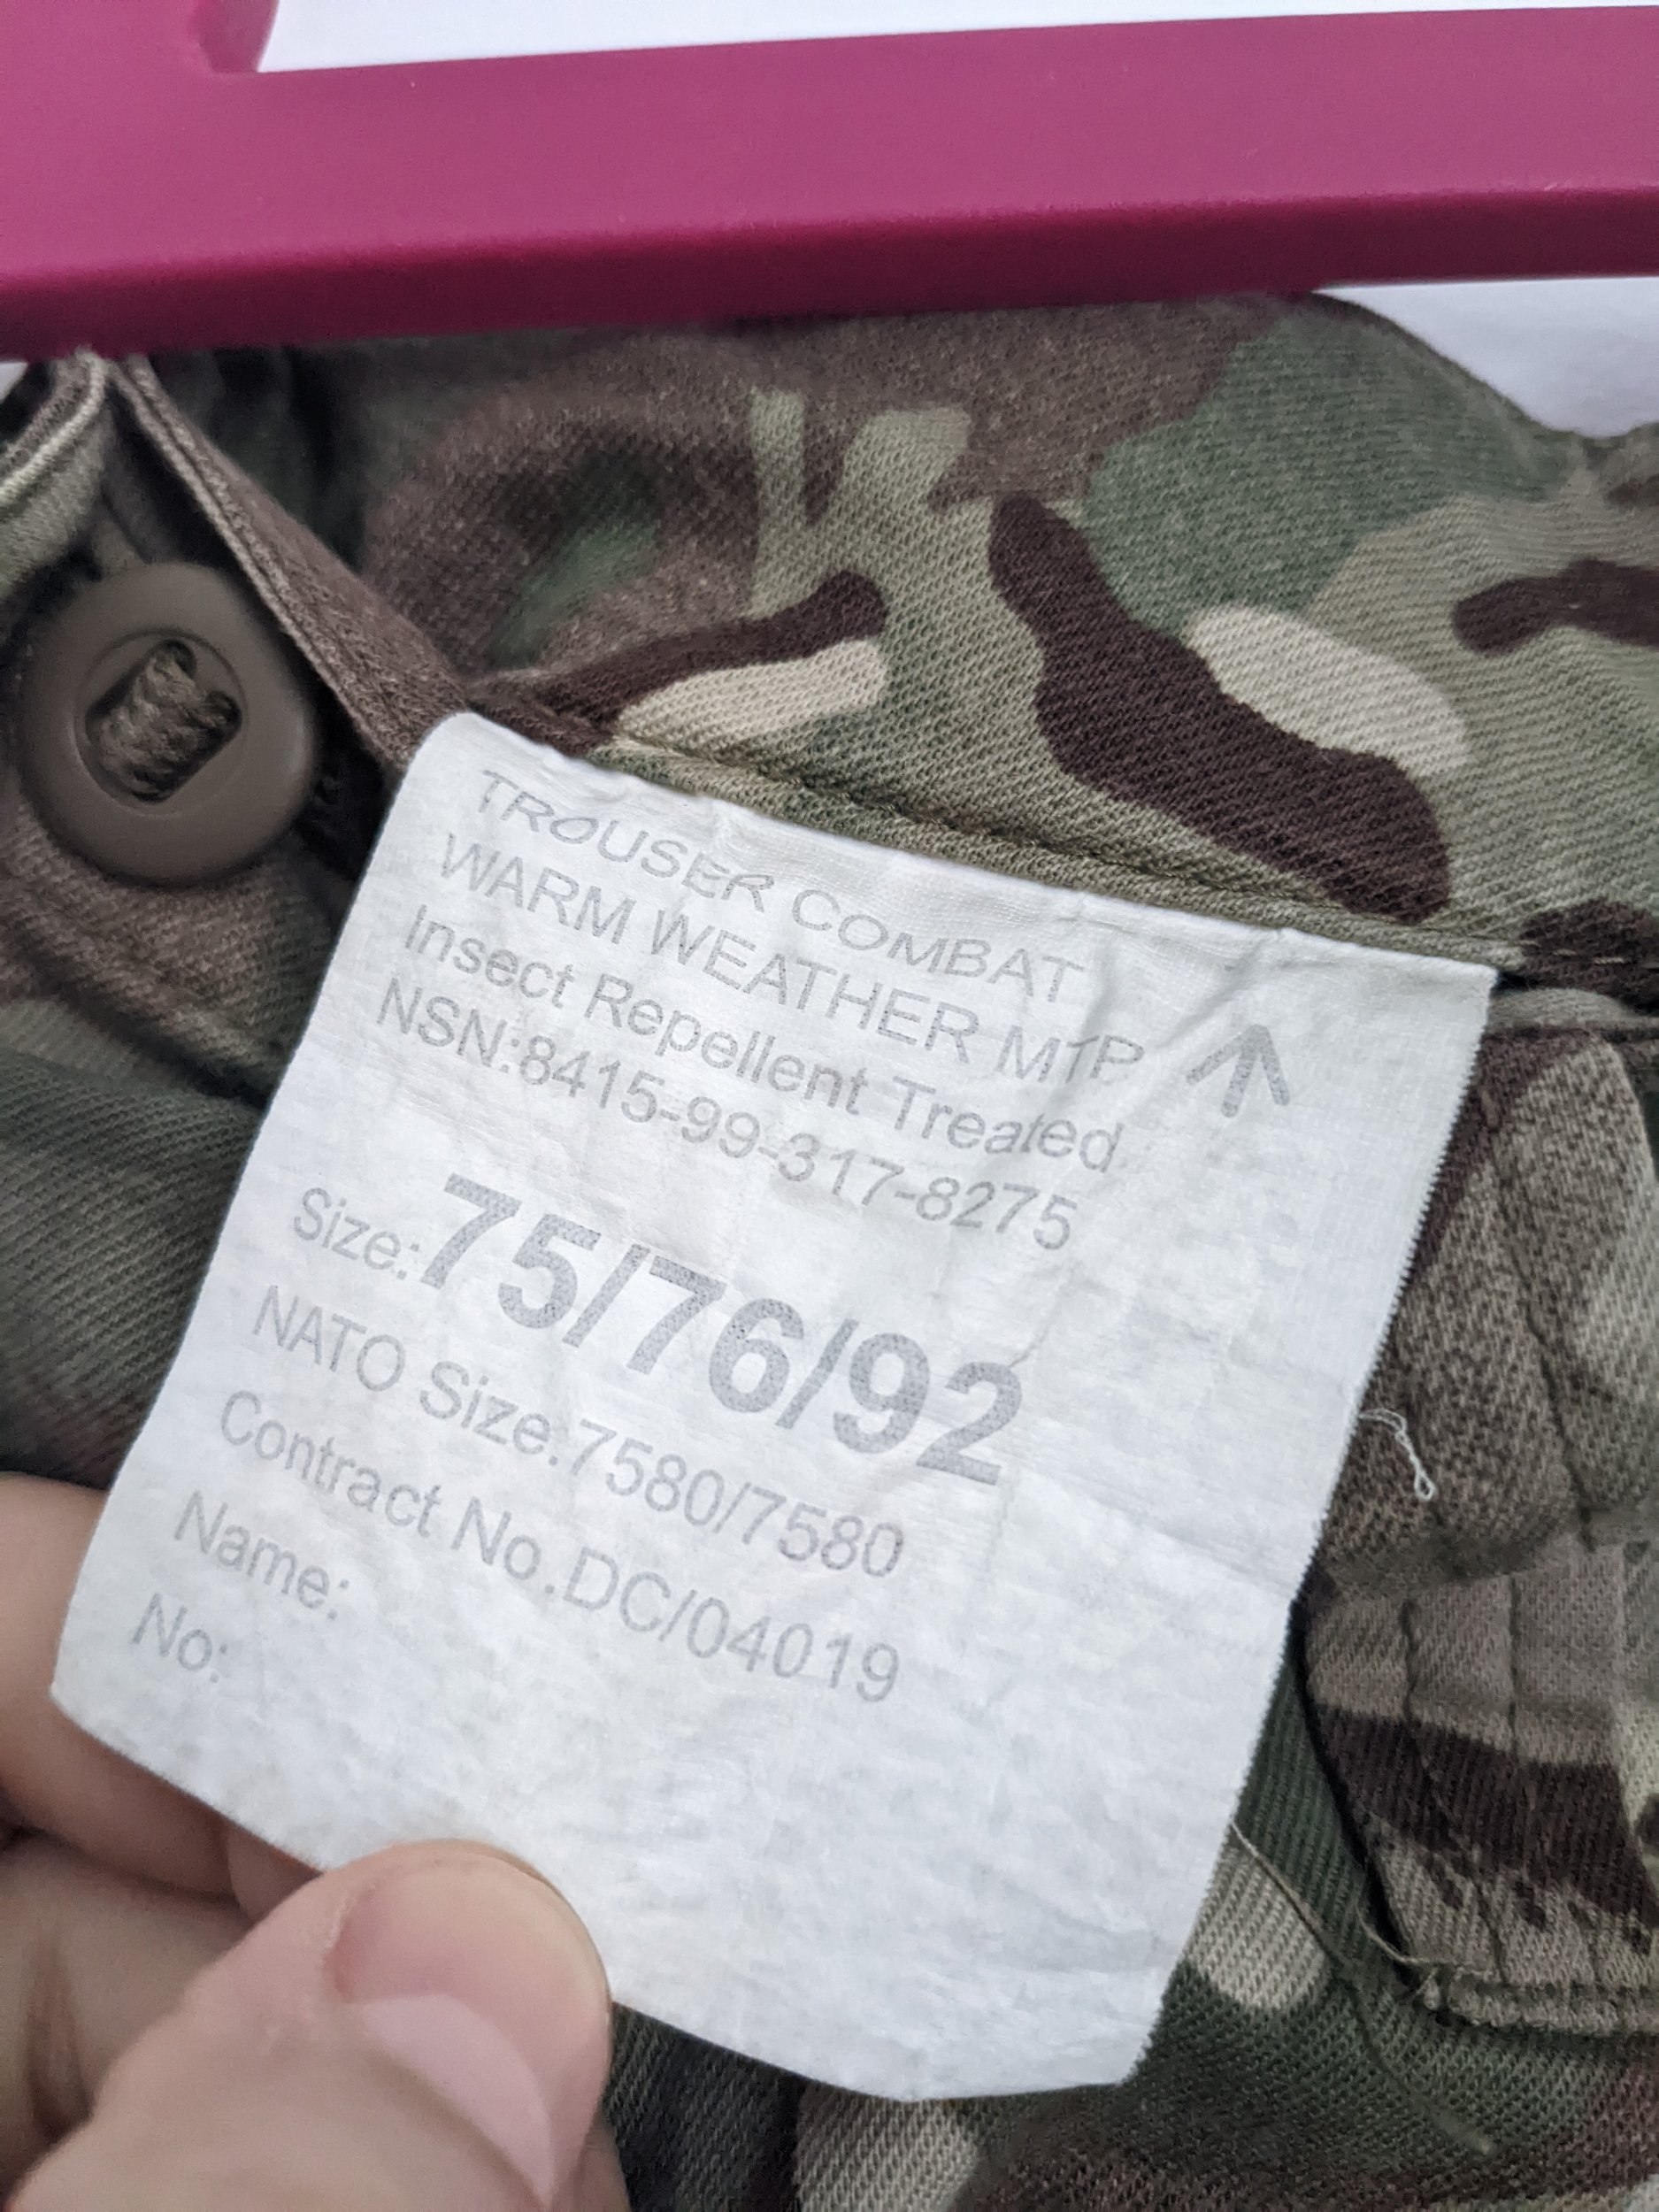 TROUSER COMBAT
WARM WEATHER MTP
Insect Repellent Treated
NSN:8415-99-317-8275
Size:75/76/92
NATO Size:7580/7580
Contract No.DC/04019
Name:
No: